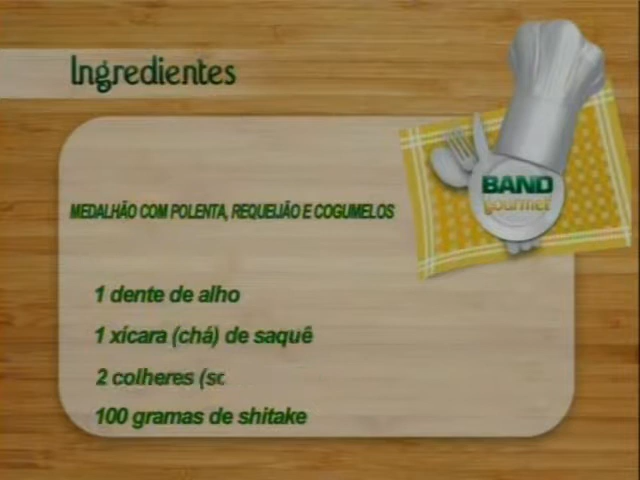 Ingredientes
BAND
gourmet
MEDALHÃO COM POLENTA, REQUEIJÃO E COGUMELOS
1 dente de alho
1 xícara (chá) de saquê
2 colheres (so
100 gramas de shitake